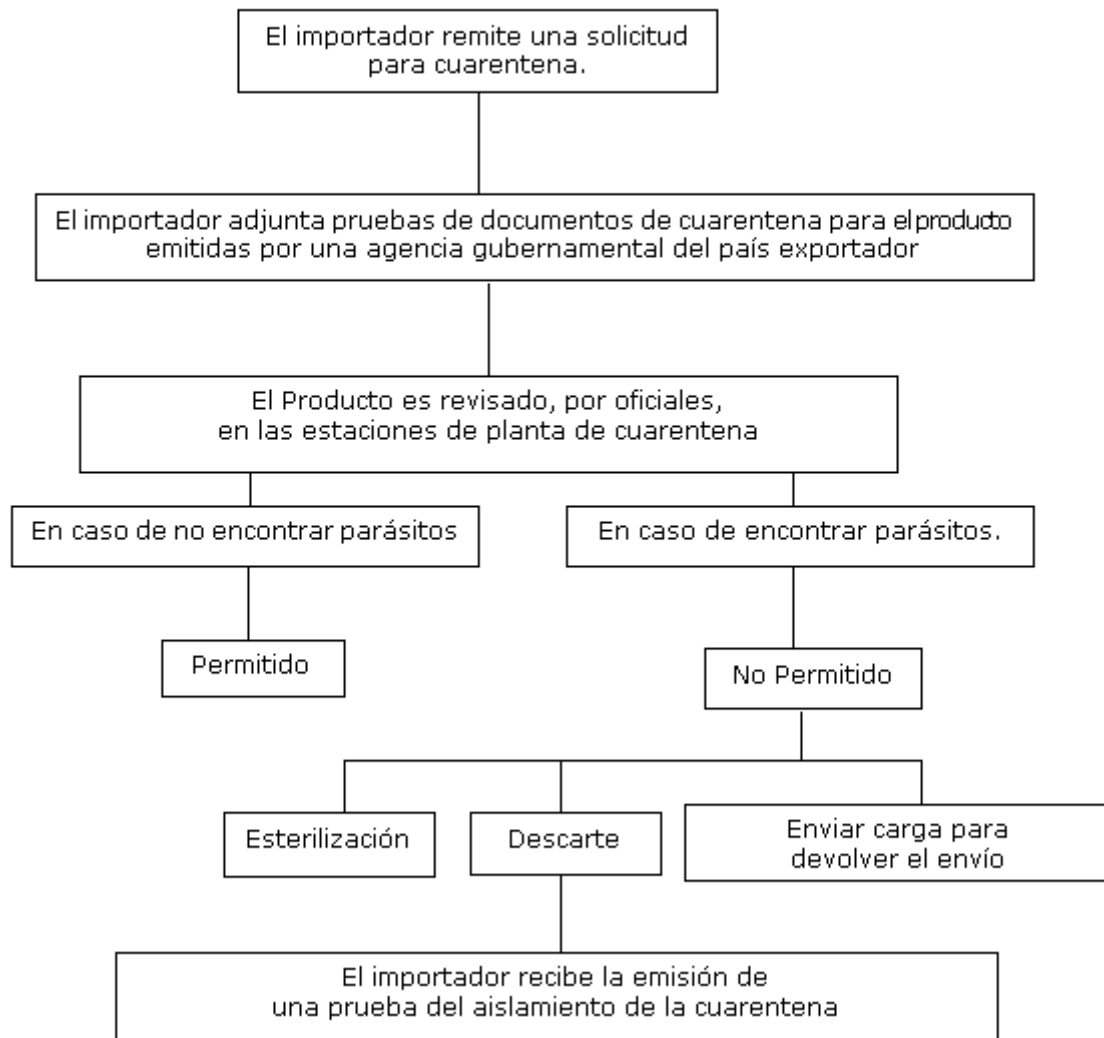 El importador remite una solicitud
para cuarentena.
El importador adjunta pruebas de documentos de cuarentena para el producto
emitidas por una agencia gubernamental del país exportador
El Producto es revisado, por oficiales,
en las estaciones de planta de cuarentena
En caso de no encontrar parásitos
En caso de encontrar parásitos.
Permitido
No Permitido
Esterilización
Descarte
Enviar carga para
devolver el envío
El importador recibe la emisión de
una prueba del aislamiento de la cuarentena